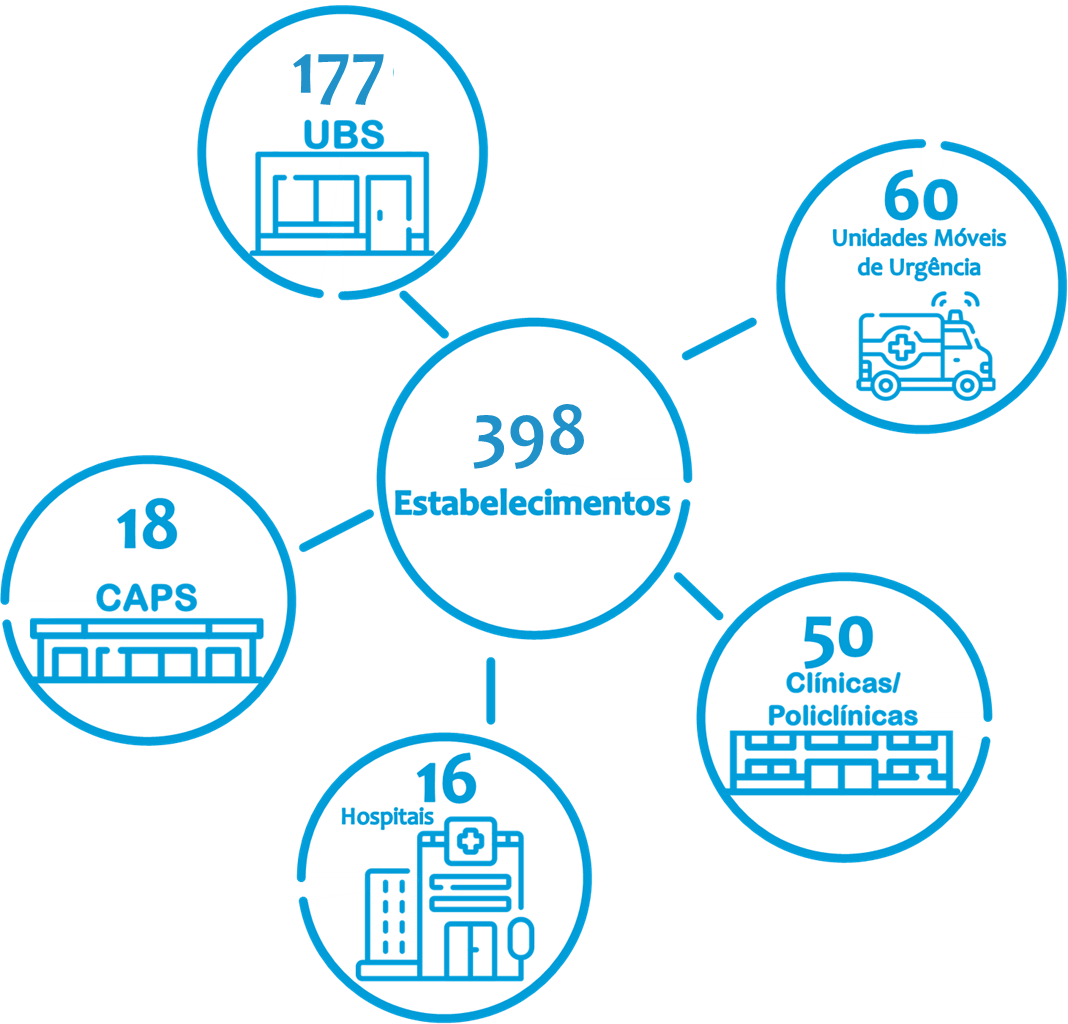 177
UBS
60
Unidades Móveis
de Urgência
398
Estabelecimentos
18
CAPS
50
Clínicas/
Policlínicas
16
Hospitais